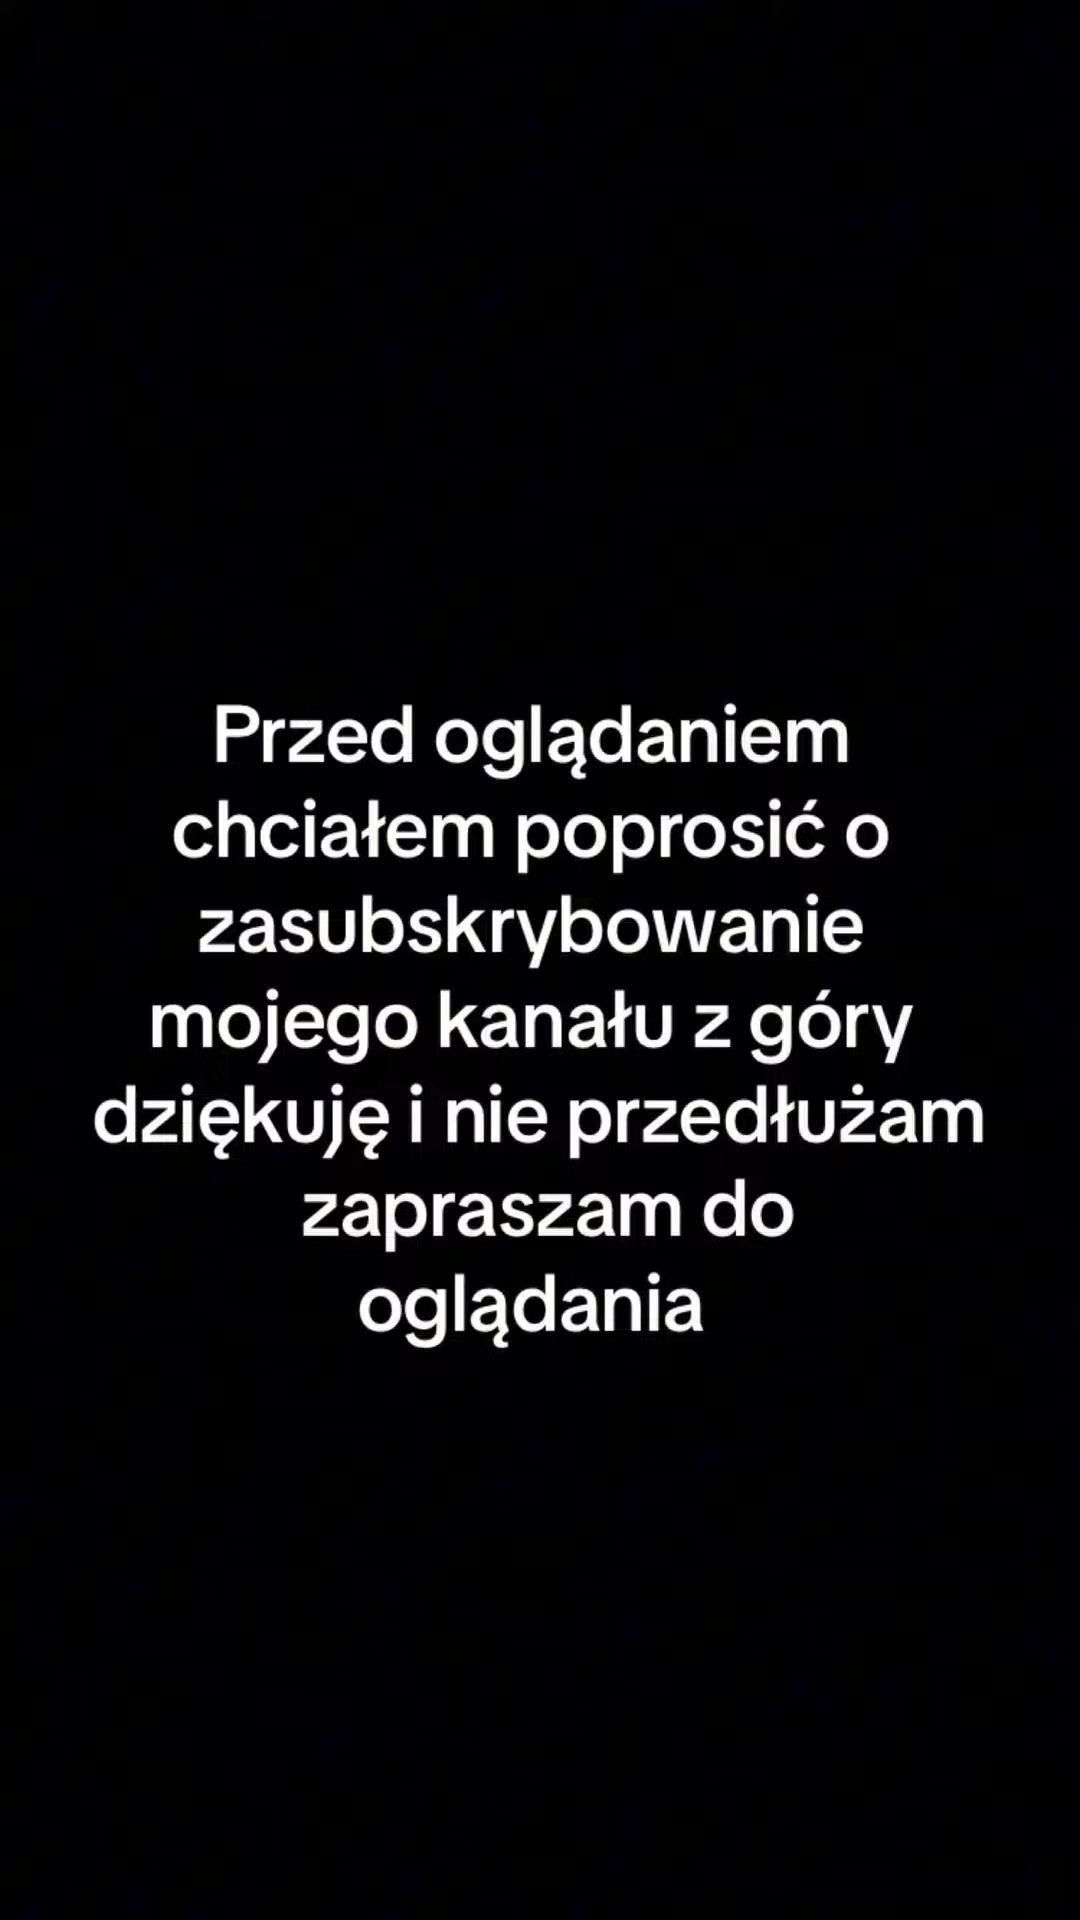 Przed oglądaniem
chciałem poprosić o
zasubskrybowanie
mojego kanału z góry
dziękuję i nie przedłużam
zapraszam do
oglądania